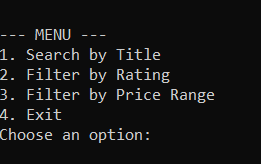 --- MENU ---
1. Search by Title
2. Filter by Rating
3. Filter by Price Range
4. Exit
Choose an option: